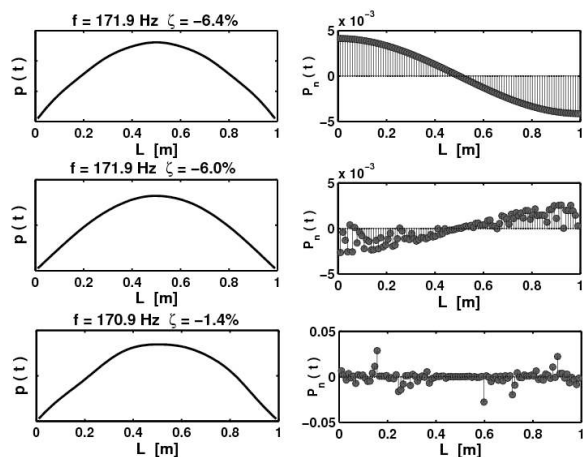 f = 171.9 Hz ζ = −6.4%
p ( t )
0 0.2 0.4 0.6 0.8 1
L [m]
x 10⁻³
5
0
−5
P_n ( t )
0 0.2 0.4 0.6 0.8 1
L [m]
f = 171.9 Hz ζ = −6.0%
p ( t )
0 0.2 0.4 0.6 0.8 1
L [m]
x 10⁻³
5
0
−5
P_n ( t )
0 0.2 0.4 0.6 0.8 1
L [m]
f = 170.9 Hz ζ = −1.4%
p ( t )
0 0.2 0.4 0.6 0.8 1
L [m]
0.05
0
−0.05
P_n ( t )
0 0.2 0.4 0.6 0.8 1
L [m]